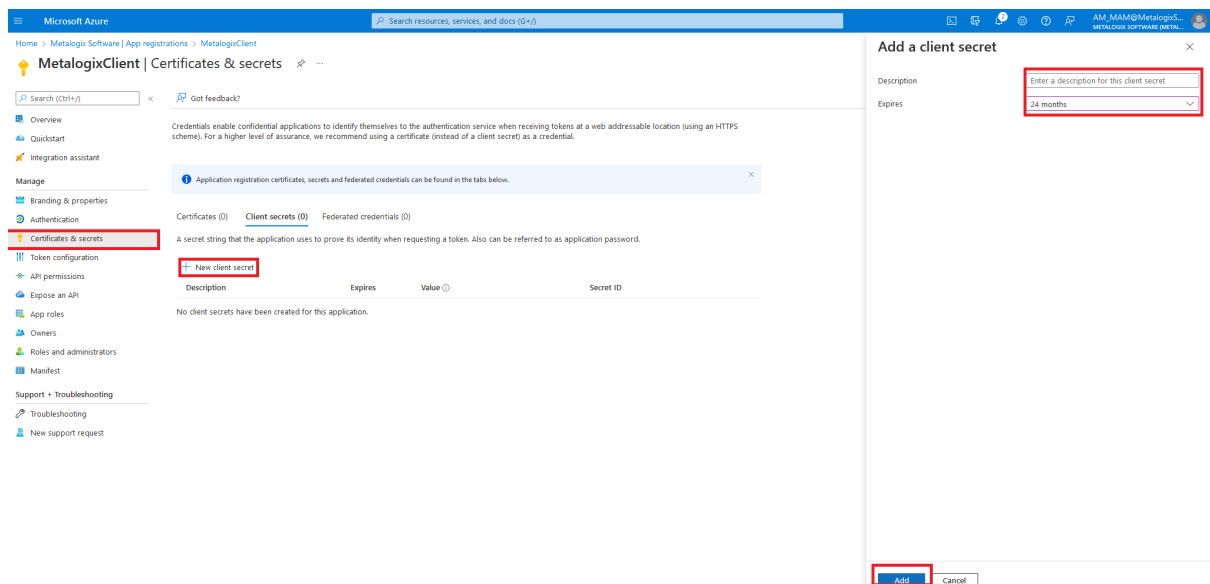 Microsoft Azure
Search resources, services, and docs (G+/)
2
AM_MAM@MetalogixS...
METALOGIX SOFTWARE (METAL...
Home > Metalogix Software | App registrations > MetalogixClient
MetalogixClient | Certificates & secrets
Search (Ctrl+/)
Overview
Quickstart
Integration assistant
Manage
Branding & properties
Authentication
Certificates & secrets
Token configuration
API permissions
Expose an API
App roles
Owners
Roles and administrators
Manifest
Support + Troubleshooting
Troubleshooting
New support request
Got feedback?
Credentials enable confidential applications to identify themselves to the authentication service when receiving tokens at a web addressable location (using an HTTPS
scheme). For a higher level of assurance, we recommend using a certificate (instead of a client secret) as a credential.
Application registration certificates, secrets and federated credentials can be found in the tabs below.
Certificates (0) Client secrets (0) Federated credentials (0)
A secret string that the application uses to prove its identity when requesting a token. Also can be referred to as application password.
New client secret
Description Expires Value Secret ID
No client secrets have been created for this application.
Add a client secret
Description Enter a description for this client secret
Expires 24 months
Add Cancel